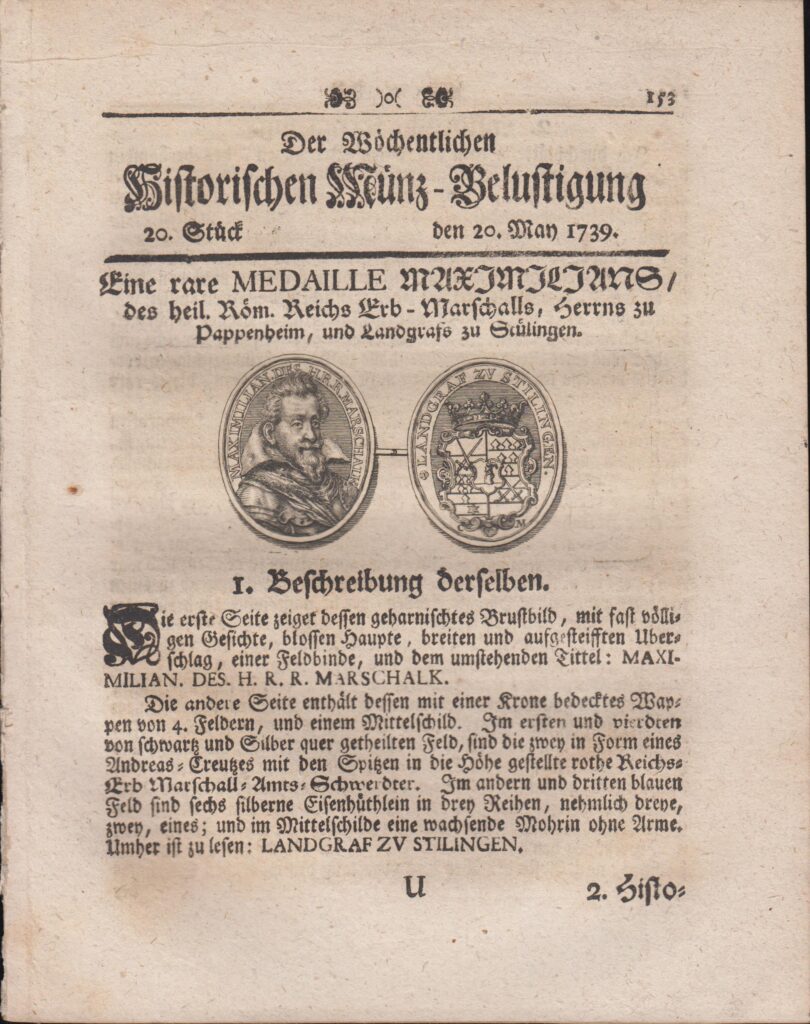 153
Der Wöchentlichen
Historischen Münz-Belustigung
20. Stück den 20. May 1739.
Eine rare MEDAILLE MAXIMILIANS/
des heil. Röm. Reichs Erb-Marschalls, Herrns zu
Pappenheim, und Landgrafs zu Stülingen.
MAXIMILIAN. DES. H. R. R. MARSCHALK.
LANDGRAF ZV STILINGEN.
C M
1. Beschreibung derselben.
Die erste Seite zeiget dessen geharnischtes Brustbild, mit fast völli-
gen Gesichte, blossen Haupte, breiten und aufgesteifften Uber-
schlag, einer Feldbinde, und dem umstehenden Tittel: MAXI-
MILIAN. DES. H. R. R. MARSCHALK.
Die andere Seite enthält dessen mit einer Krone bedecktes Wap-
pen von 4. Feldern, und einem Mittelschild. Im ersten und vierdten
von schwartz und Silber quer getheilten Feld, sind die zwey in Form eines
Andreas-Creutzes mit den Spitzen in die Höhe gestellte rothe Reichs-
Erb Marschall-Amts-Schwerdter. Im andern und dritten blauen
Feld sind sechs silberne Eisenhüthlein in drey Reihen, nehmlich dreye,
zwey, eines; und im Mittelschilde eine wachsende Mohrin ohne Arme.
Umher ist zu lesen: LANDGRAF ZV STILINGEN.
U 2. Histo-